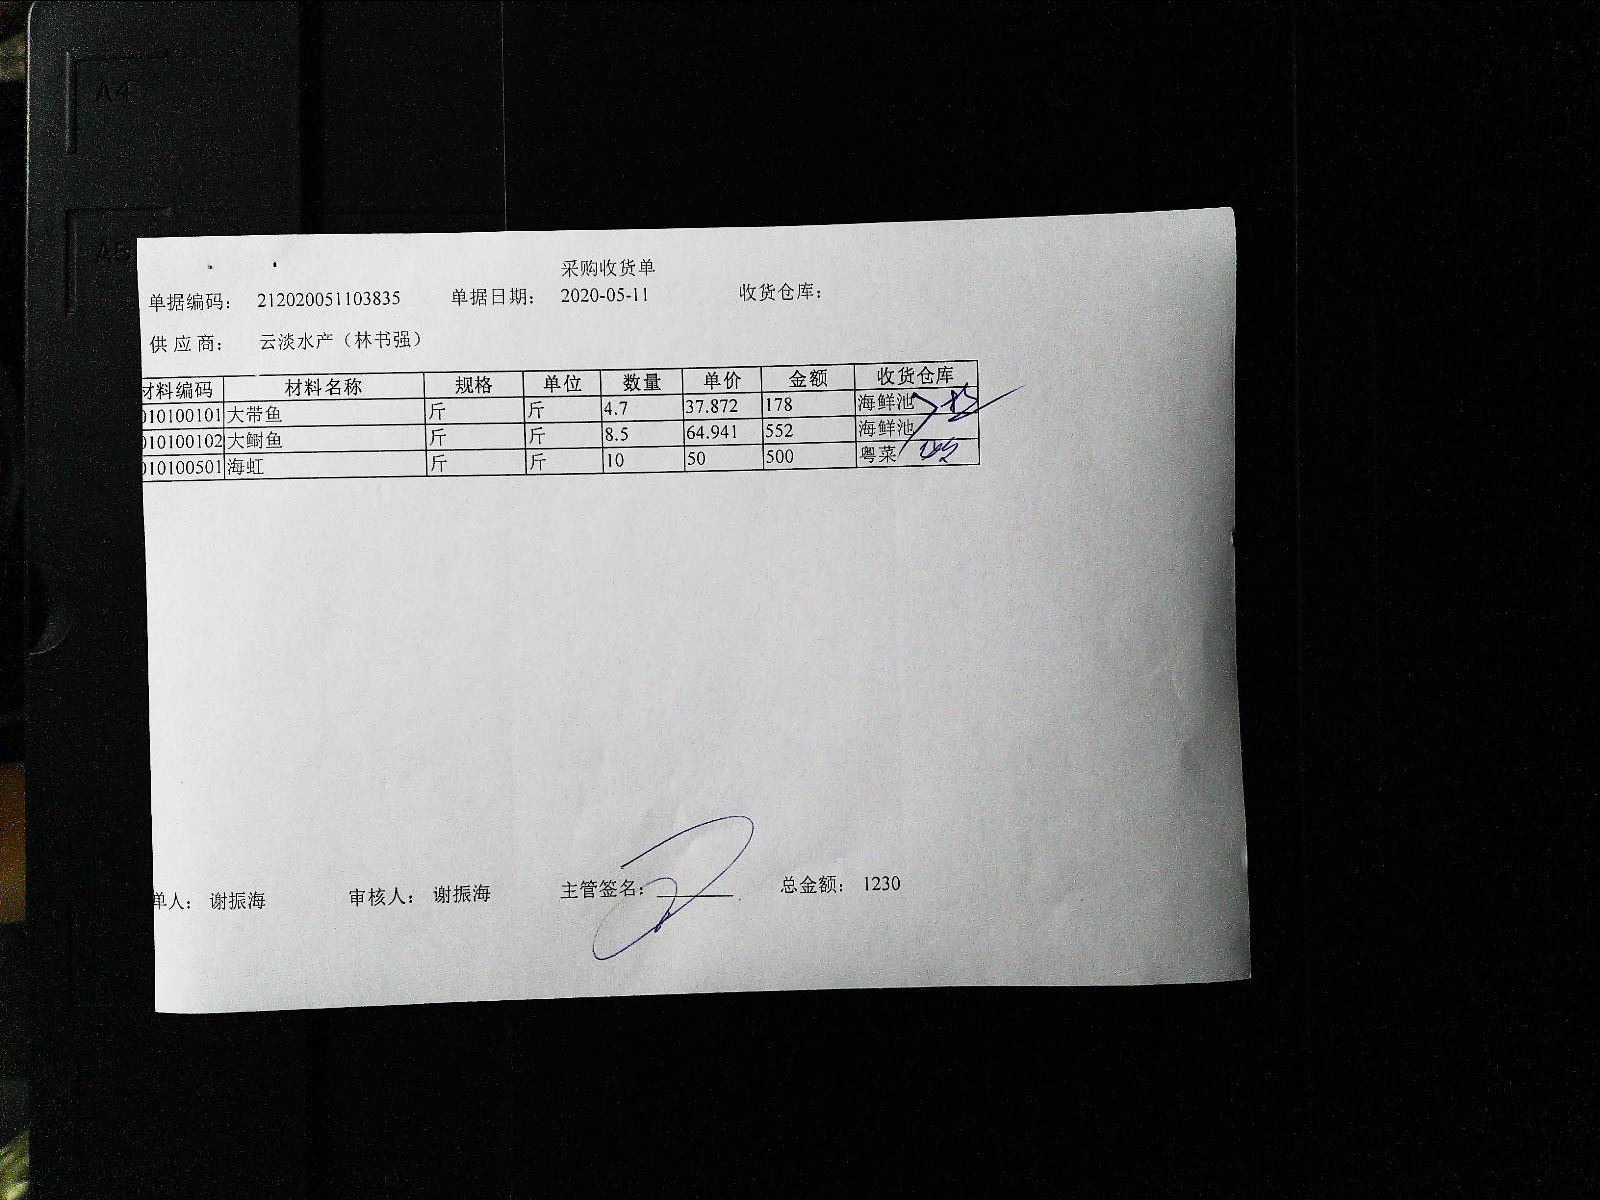 A4
A5
采购收货单
单据编码： 212020051103835 单据日期： 2020-05-11 收货仓库：
供应商： 云淡水产（林书强）
材料编码 材料名称 规格 单位 数量 单价 金额 收货仓库
010100101 大带鱼 斤 斤 4.7 37.872 178 海鲜池
010100102 大鲥鱼 斤 斤 8.5 64.941 552 海鲜池
010100501 海虹 斤 斤 10 50 500 粤菜
单人： 谢振海 审核人： 谢振海 主管签名： 总金额： 1230